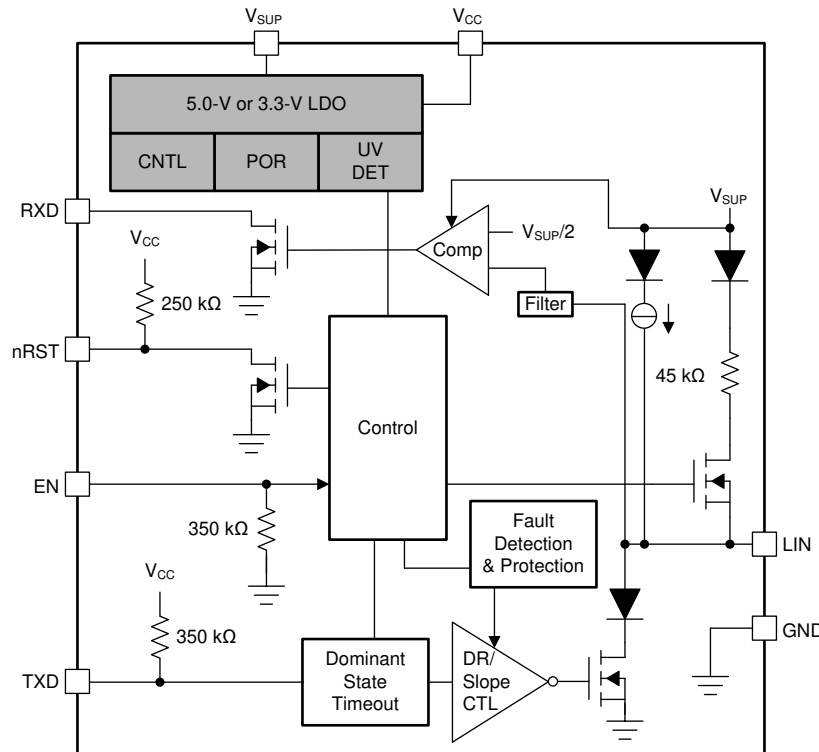 VSUP
VCC
5.0-V or 3.3-V LDO
CNTL
POR
UV
DET
RXD
VCC
250 kΩ
Comp
VSUP/2
VSUP
Filter
nRST
45 kΩ
Control
EN
350 kΩ
Fault
Detection
& Protection
LIN
VCC
350 kΩ
GND
TXD
Dominant
State
Timeout
DR/
Slope
CTL